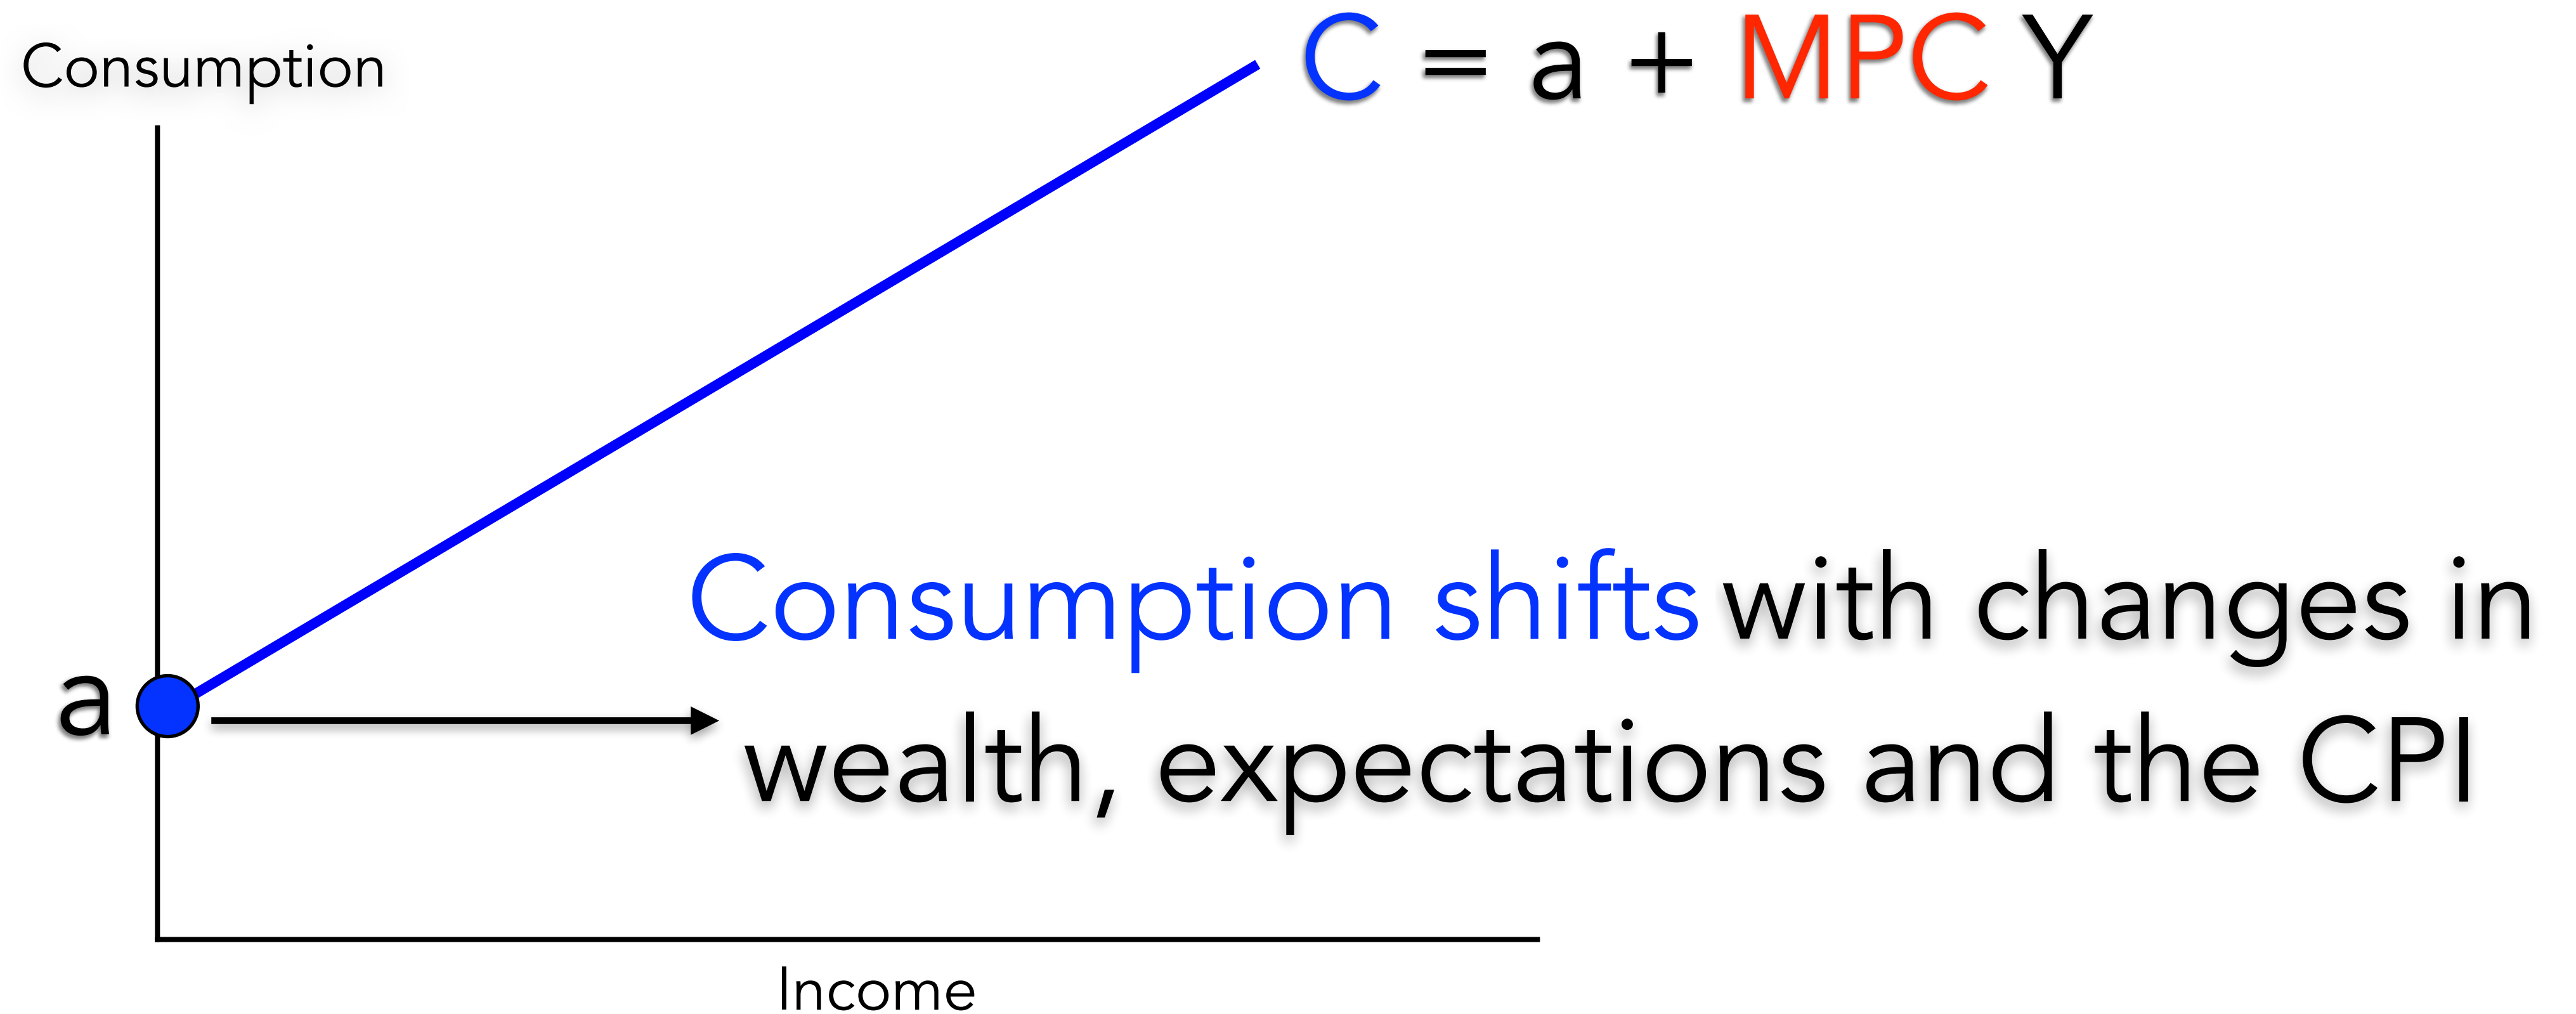 Consumption
C = a + MPC Y
Consumption shifts with changes in
a
wealth, expectations and the CPI
Income